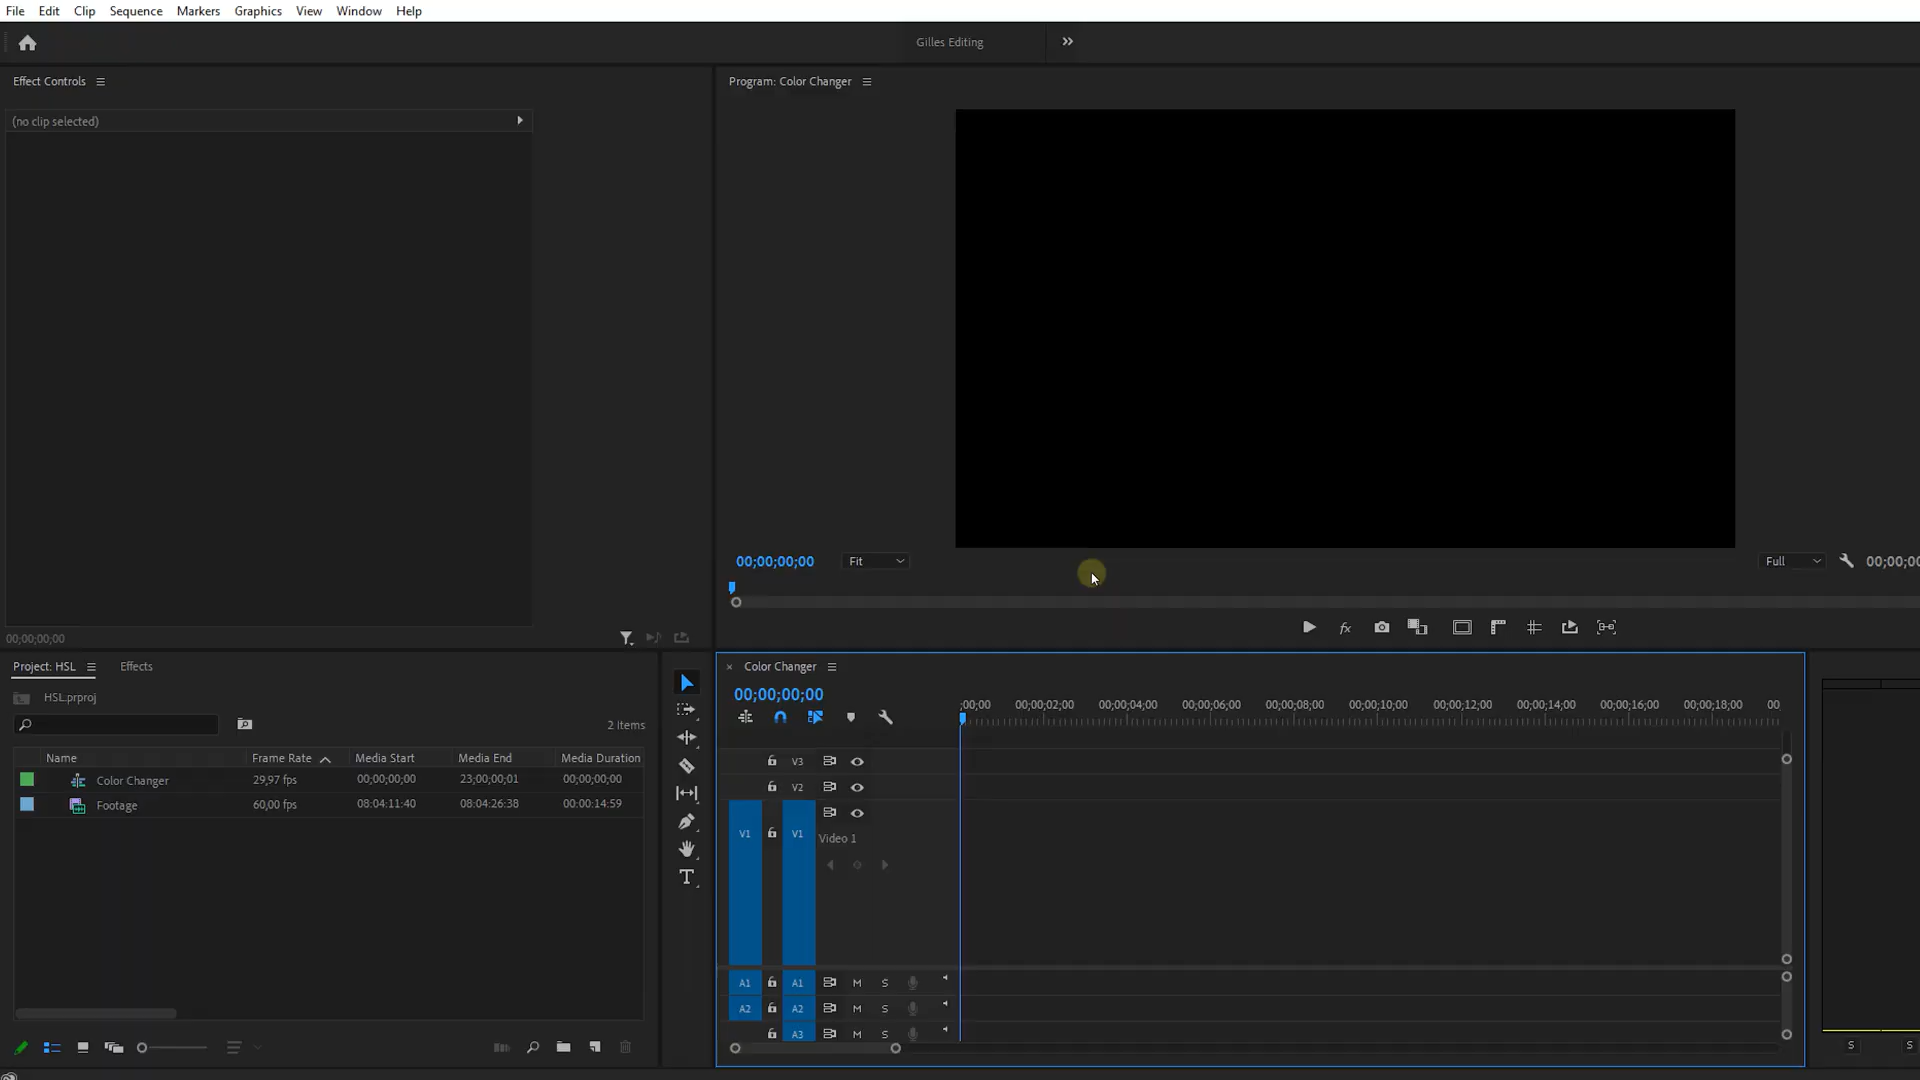 File Edit Clip Sequence Markers Graphics View Window Help
Gilles Editing
Effect Controls
Program: Color Changer
(no clip selected)
00;00;00;00 Fit Full 00;00;00
00;00;00;00
Project: HSL Effects
HSL.prproj
2 Items
Name Frame Rate Media Start Media End Media Duration
Color Changer 29,97 fps 00;00;00;00 23;00;00;01 00;00;00;00
Footage 60,00 fps 08:04:11:40 08:04:26:38 00:00:14:59
× Color Changer
00;00;00;00
;00;00 00;00;02;00 00;00;04;00 00;00;06;00 00;00;08;00 00;00;10;00 00;00;12;00 00;00;14;00 00;00;16;00 00;00;18;00 00;
V3
V2
V1 V1
Video 1
A1 A1 M S
A2 A2 M S
A3 M S
S S